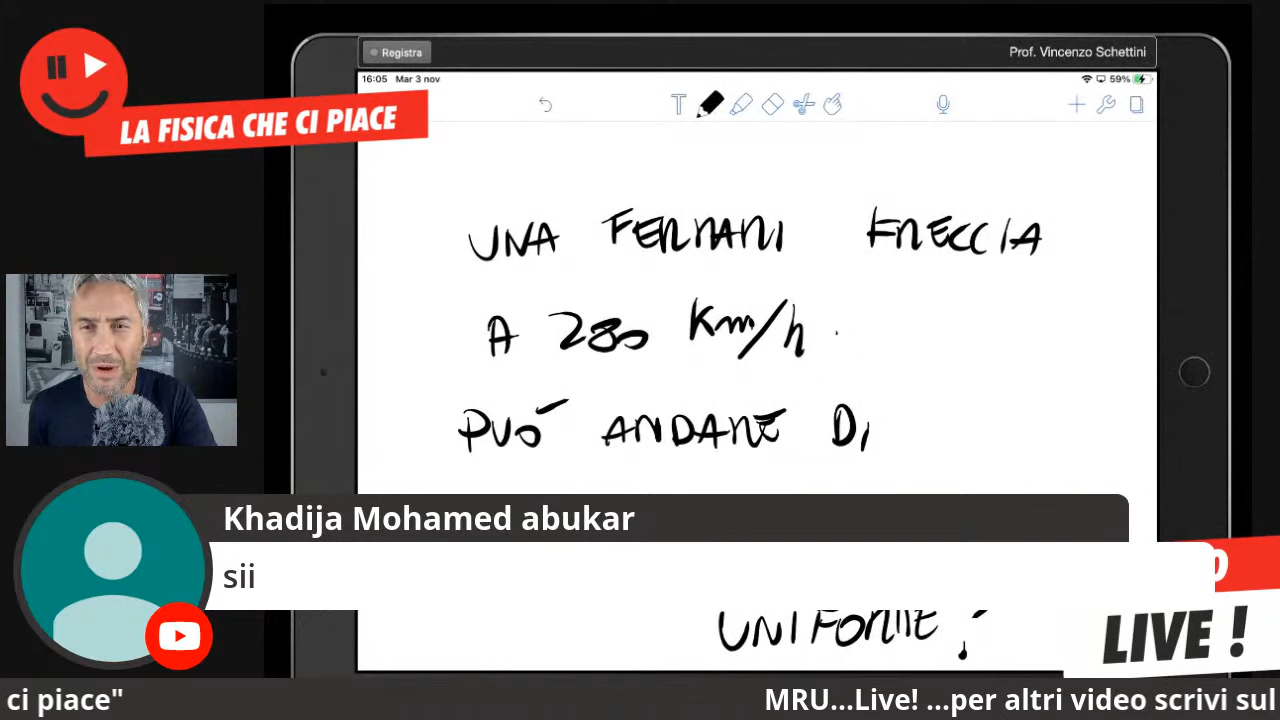 Registra
Prof. Vincenzo Schettini
16:05 Mar 3 nov
59%
LA FISICA CHE CI PIACE
UNA FERRARI FRECCIA
A 280 Km/h.
PUÓ ANDARE DI
Khadija Mohamed abukar
sii
UNIFORME?
LIVE !
ci piace"
MRU...Live! ...per altri video scrivi sul